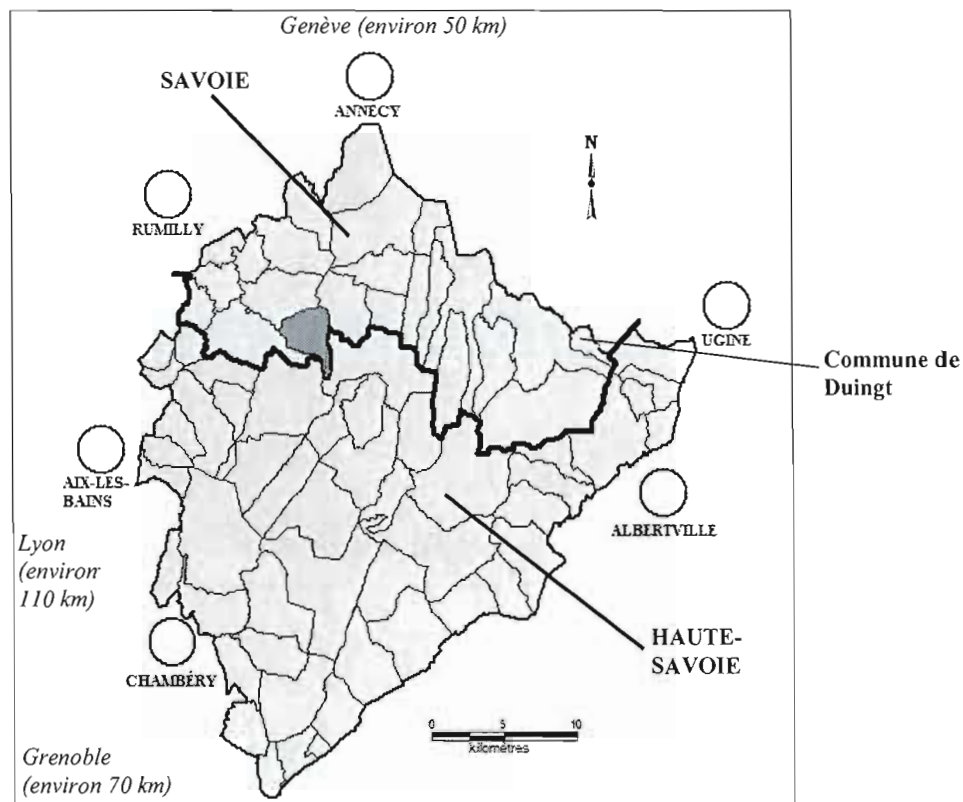 Genève (environ 50 km)
SAVOIE
ANNECY
N
RUMILLY
UGINE
Commune de
Duingt
AIX-LES-
BAINS
ALBERTVILLE
Lyon
(environ
110 km)
HAUTE-
SAVOIE
CHAMBÉRY
0 5 10
kilomètres
Grenoble
(environ 70 km)